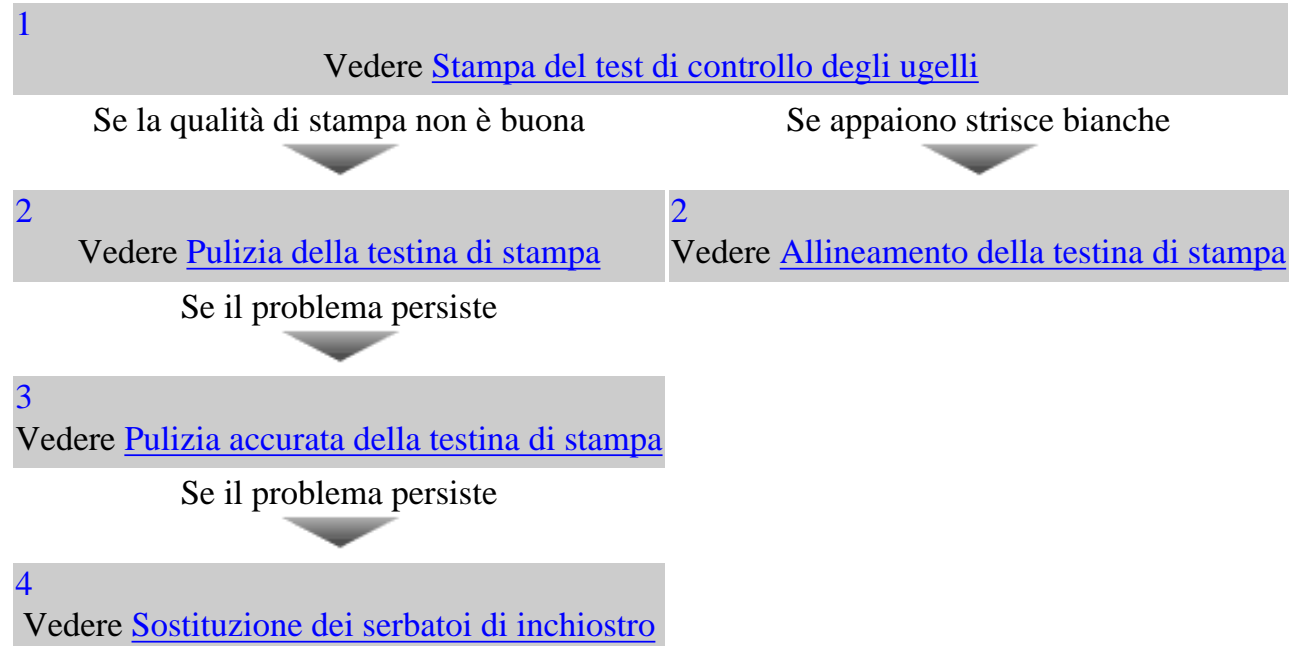 1
Vedere Stampa del test di controllo degli ugelli
Se la qualità di stampa non è buona
Se appaiono strisce bianche
2
Vedere Pulizia della testina di stampa
2
Vedere Allineamento della testina di stampa
Se il problema persiste
3
Vedere Pulizia accurata della testina di stampa
Se il problema persiste
4
Vedere Sostituzione dei serbatoi di inchiostro